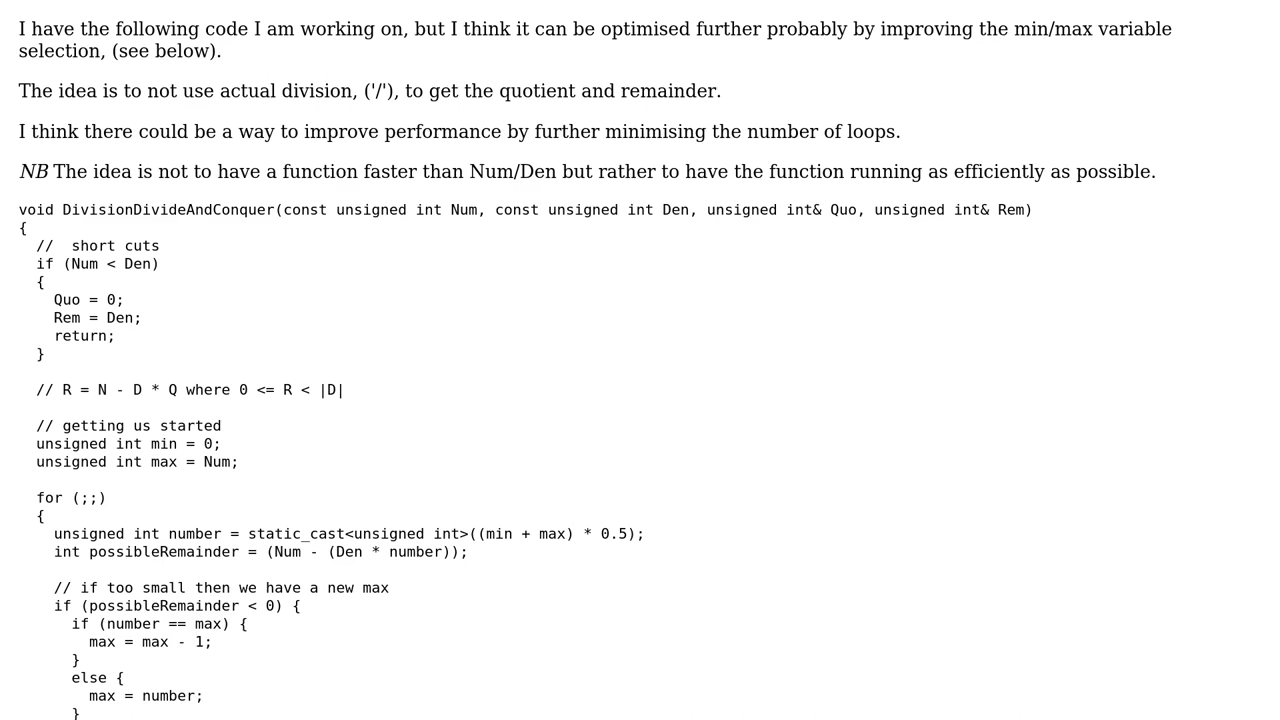 I have the following code I am working on, but I think it can be optimised further probably by improving the min/max variable
selection, (see below).
The idea is to not use actual division, ('/'), to get the quotient and remainder.
I think there could be a way to improve performance by further minimising the number of loops.
NB The idea is not to have a function faster than Num/Den but rather to have the function running as efficiently as possible.
void DivisionDivideAndConquer(const unsigned int Num, const unsigned int Den, unsigned int& Quo, unsigned int& Rem)
{
  //  short cuts
  if (Num < Den)
  {
    Quo = 0;
    Rem = Den;
    return;
  }
  // R = N - D * Q where 0 <= R < |D|
  // getting us started
  unsigned int min = 0;
  unsigned int max = Num;
  for (;;)
  {
    unsigned int number = static_cast<unsigned int>((min + max) * 0.5);
    int possibleRemainder = (Num - (Den * number));
    // if too small then we have a new max
    if (possibleRemainder < 0) {
      if (number == max) {
        max = max - 1;
      }
      else {
        max = number;
      }